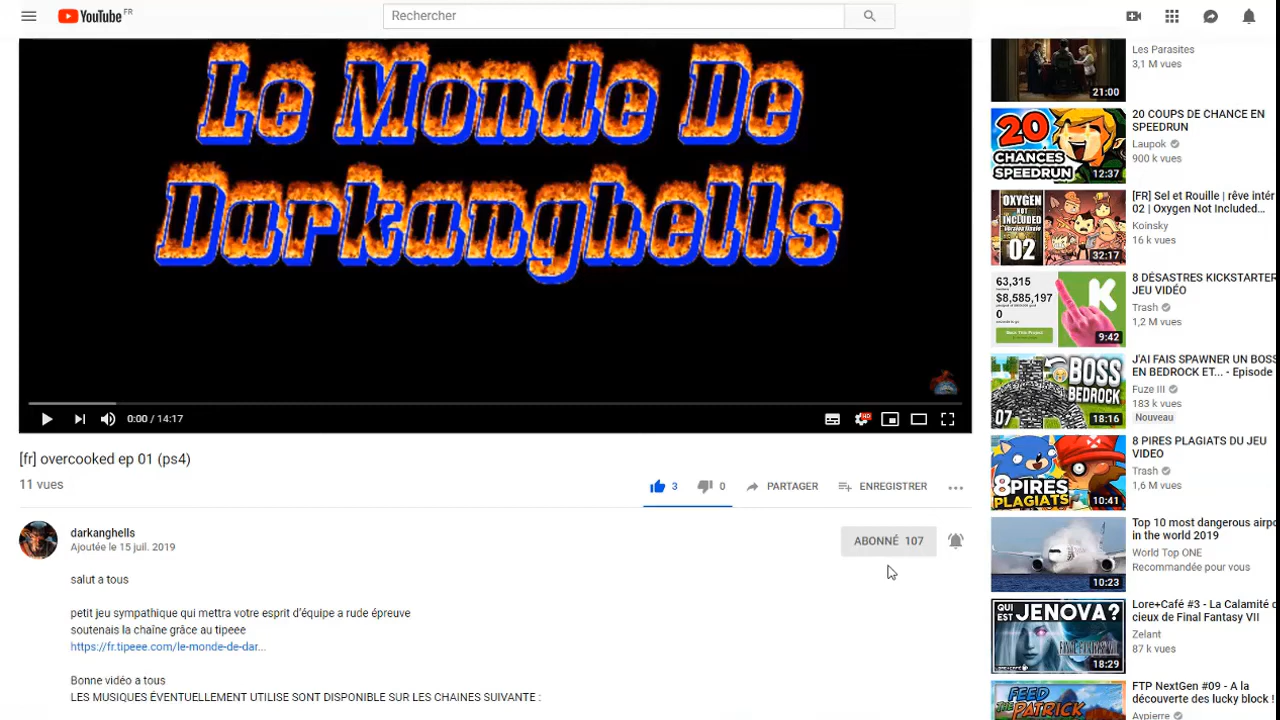 YouTube FR
Rechercher
Le Monde De
Darkanghells
0:00 / 14:17
HD
[fr] overcooked ep 01 (ps4)
11 vues
3
0
PARTAGER
ENREGISTRER
darkanghells
Ajoutée le 15 juil. 2019
ABONNÉ 107
salut a tous
petit jeu sympathique qui mettra votre esprit d'équipe a rude épreuve
soutenais la chaîne grâce au tipeee
https://fr.tipeee.com/le-monde-de-dar...
Bonne vidéo a tous
LES MUSIQUES ÉVENTUELLEMENT UTILISE SONT DISPONIBLE SUR LES CHAINES SUIVANTE :
Les Parasites
3,1 M vues
21:00
20
CHANCES
SPEEDRUN
12:37
20 COUPS DE CHANCE EN
SPEEDRUN
Laupok
900 k vues
OXYGEN
NOT
INCLUDED
02
32:17
[FR] Sel et Rouille | rêve intér
02 | Oxygen Not Included...
Koinsky
16 k vues
63,315
$8,585,197
0
K
9:42
8 DÉSASTRES KICKSTARTER
JEU VIDÉO
Trash
1,2 M vues
BOSS
BEDROCK
07
18:16
J'AI FAIS SPAWNER UN BOSS
EN BEDROCK ET... - Episode
Fuze III
183 k vues
Nouveau
8 PIRES
PLAGIATS
10:41
8 PIRES PLAGIATS DU JEU
VIDEO
Trash
1,6 M vues
10:23
Top 10 most dangerous airpo
in the world 2019
World Top ONE
Recommandée pour vous
QUI
EST JENOVA?
18:29
Lore+Café #3 - La Calamité d
cieux de Final Fantasy VII
Zelant
87 k vues
FEED
THE
PATRICK
FTP NextGen #09 - A la
découverte des lucky block !
Aypierre